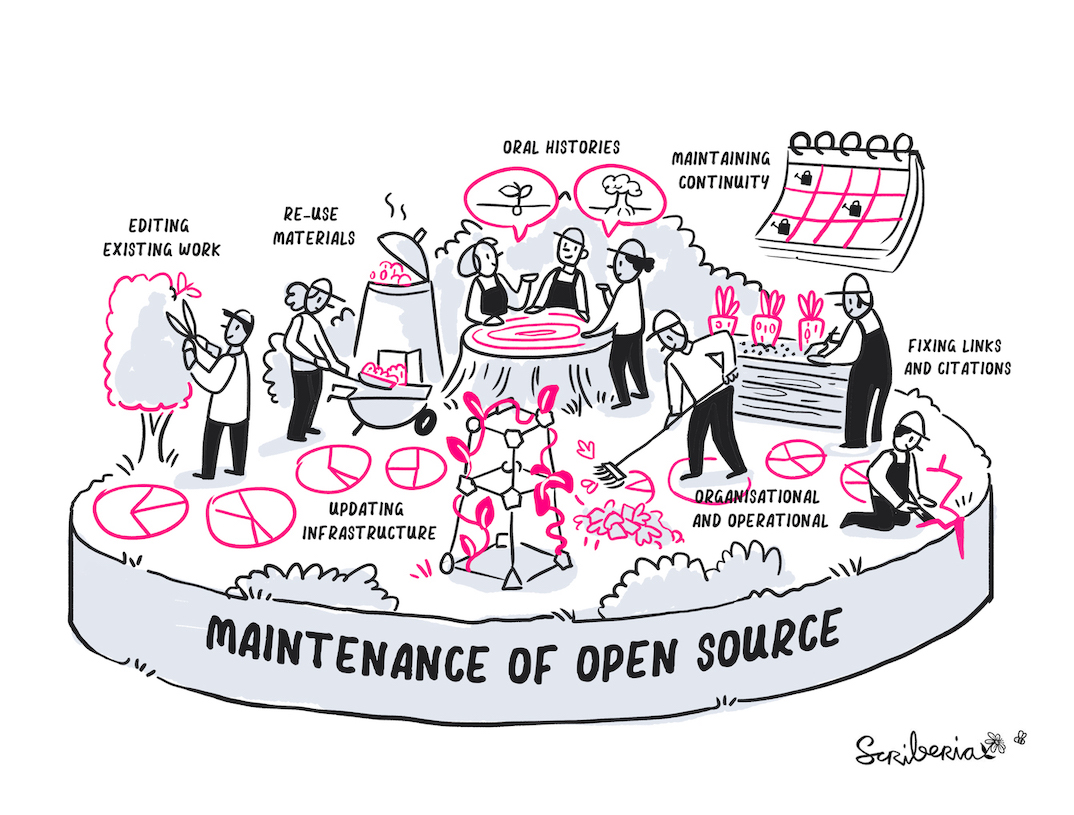 ORAL HISTORIES
MAINTAINING
CONTINUITY
EDITING
EXISTING WORK
RE-USE
MATERIALS
FIXING LINKS
AND CITATIONS
UPDATING
INFRASTRUCTURE
ORGANISATIONAL
AND OPERATIONAL
MAINTENANCE OF OPEN SOURCE
Scriberia